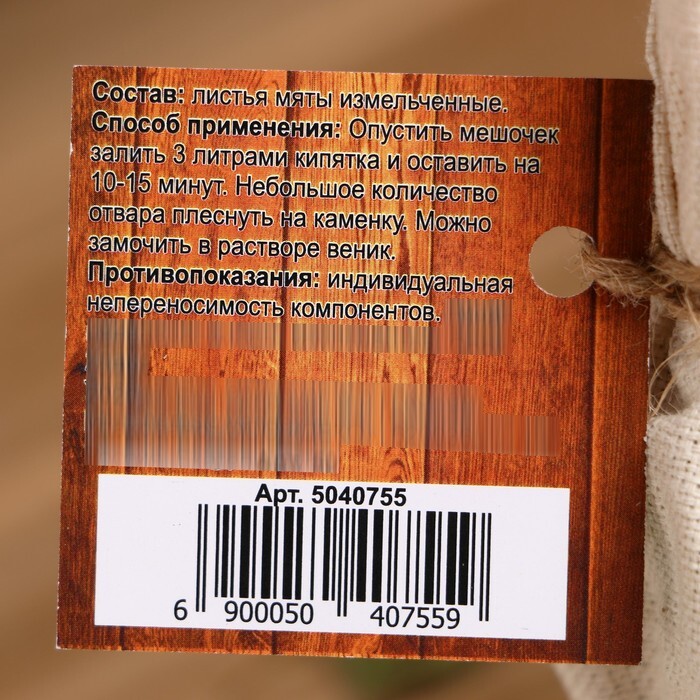 Состав: листья мяты измельченные.
Способ применения: Опустить мешочек
залить 3 литрами кипятка и оставить на
10-15 минут. Небольшое количество
отвара плеснуть на каменку. Можно
замочить в растворе веник.
Противопоказания: индивидуальная
непереносимость компонентов.
Арт. 5040755
6 900050 407559